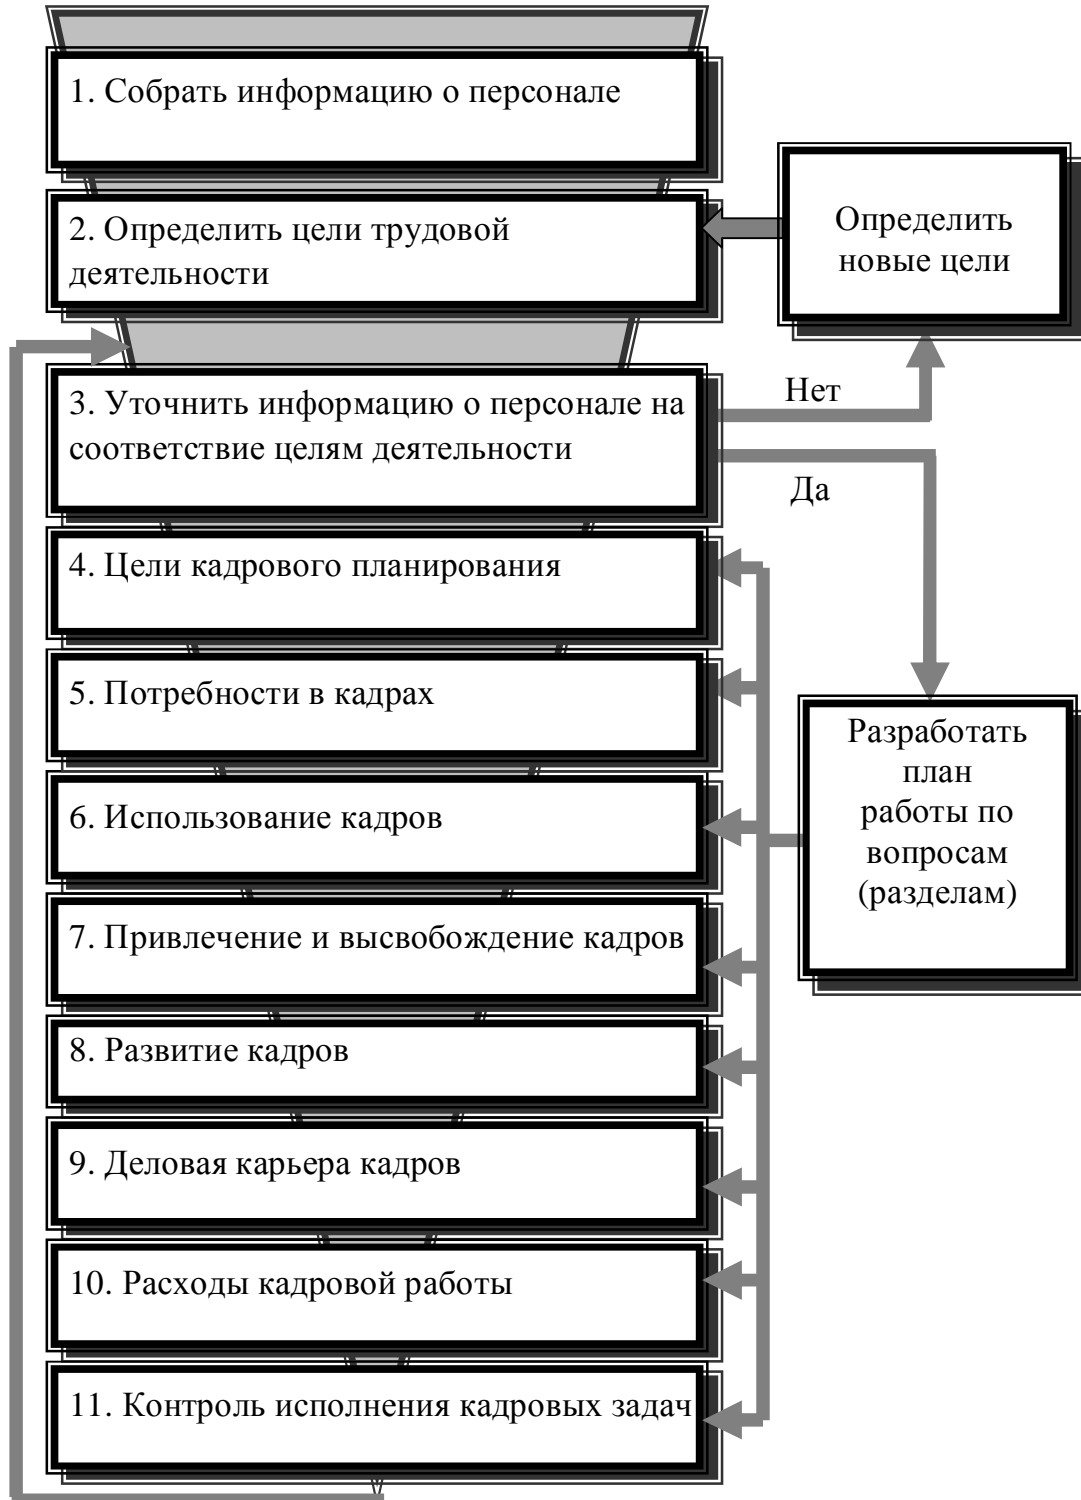 1. Собрать информацию о персонале
2. Определить цели трудовой
деятельности
Определить
новые цели
3. Уточнить информацию о персонале на
соответствие целям деятельности
Нет
Да
4. Цели кадрового планирования
5. Потребности в кадрах
6. Использование кадров
7. Привлечение и высвобождение кадров
8. Развитие кадров
9. Деловая карьера кадров
10. Расходы кадровой работы
11. Контроль исполнения кадровых задач
Разработать
план
работы по
вопросам
(разделам)